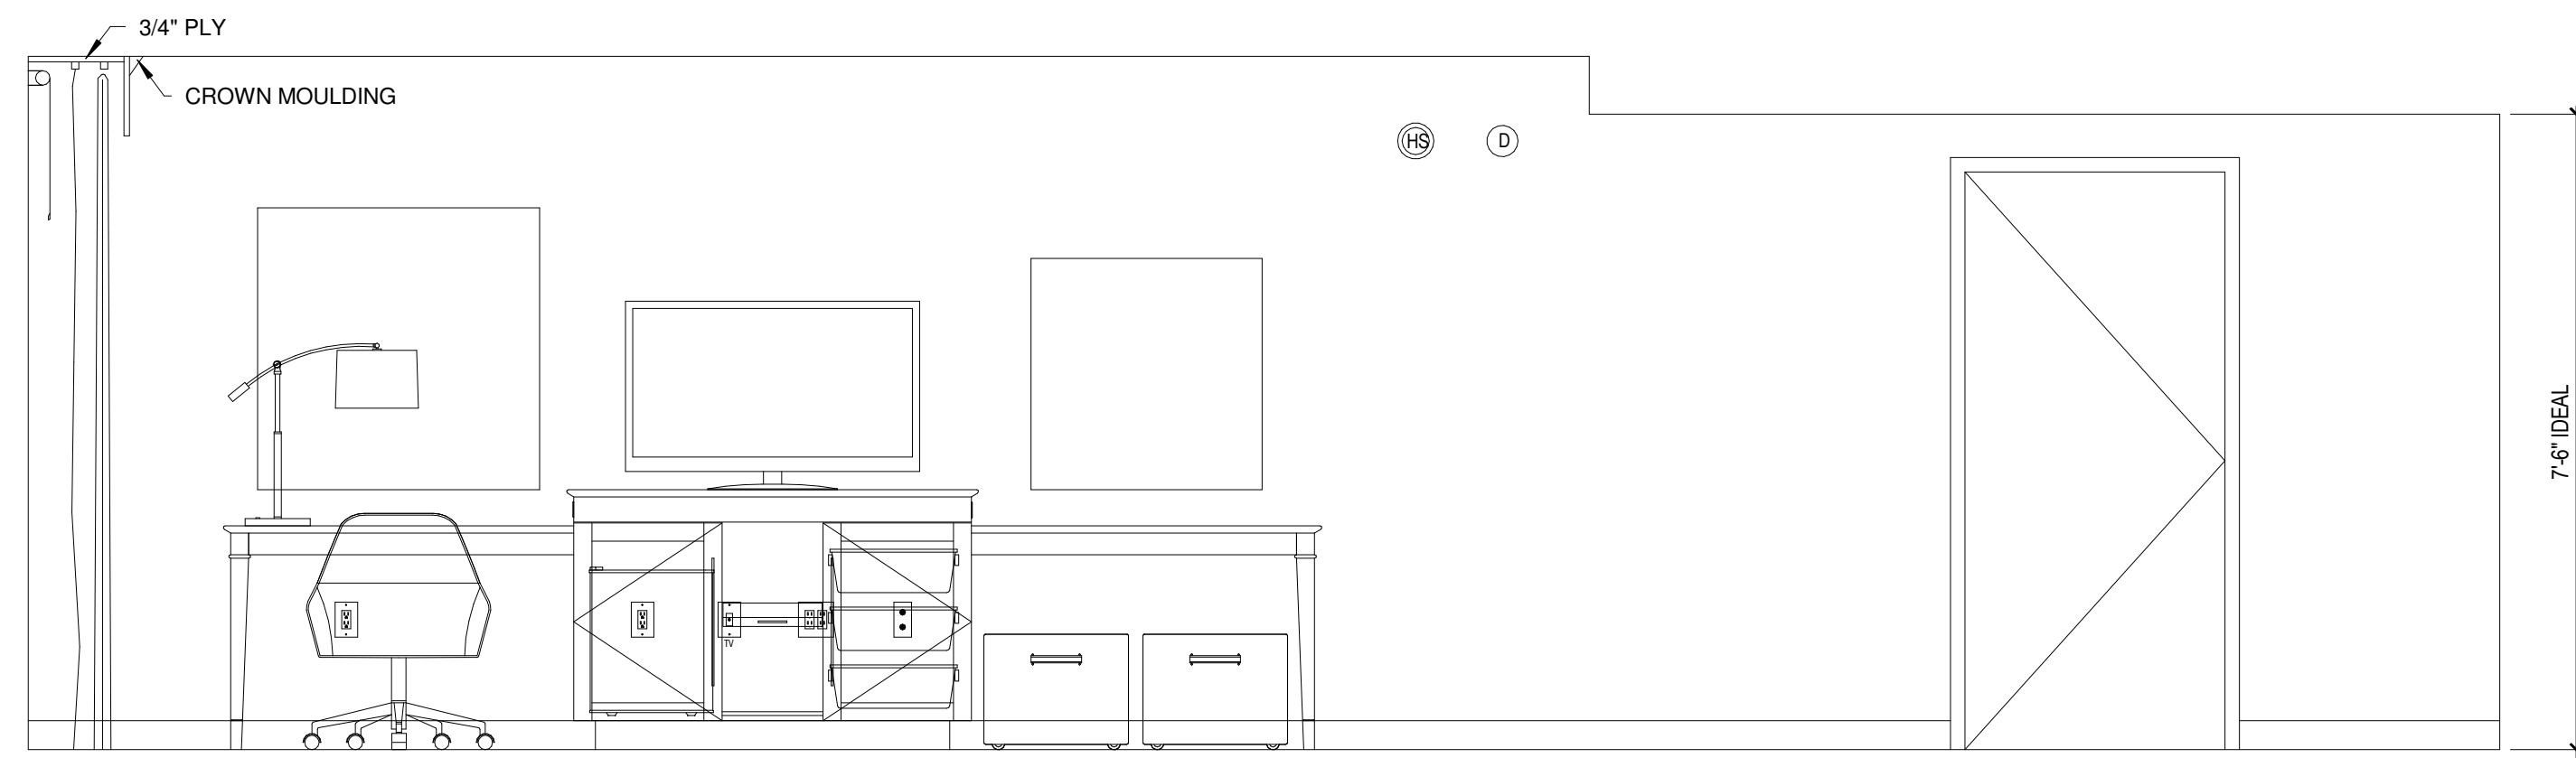 3/4" PLY
CROWN MOULDING
HS
D
7'-6" IDEAL
TV